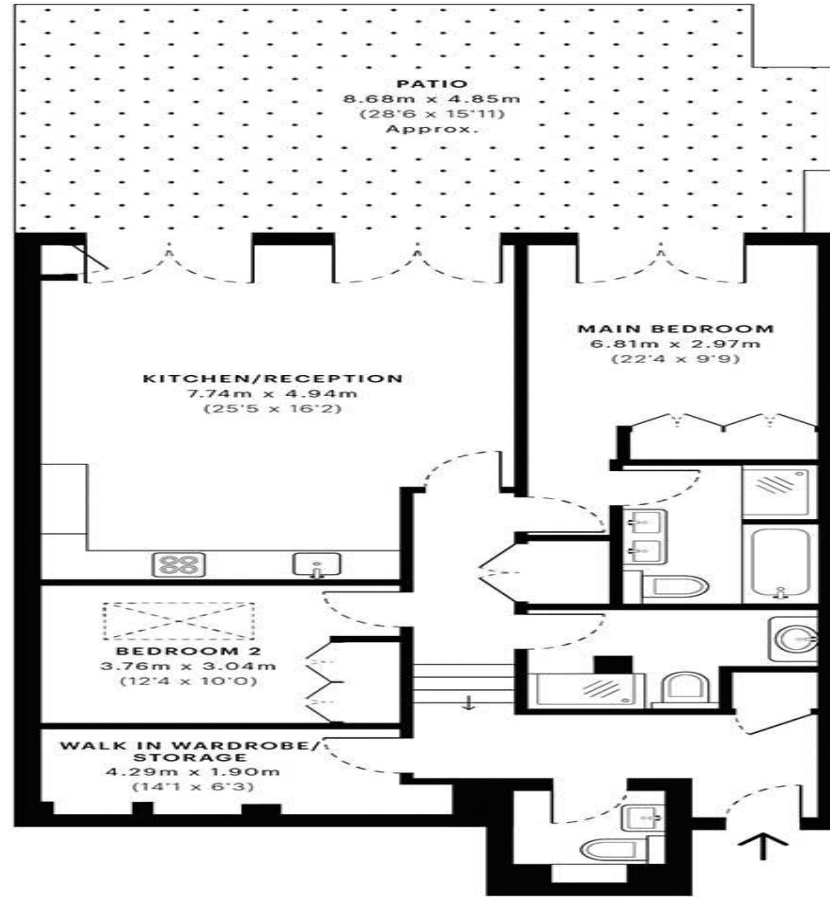 PATIO
8.68m x 4.85m
(28'6 x 15'11)
Approx.
MAIN BEDROOM
6.81m x 2.97m
(22'4 x 9'9)
KITCHEN/RECEPTION
7.74m x 4.94m
(25'5 x 16'2)
BEDROOM 2
3.76m x 3.04m
(12'4 x 10'0)
WALK IN WARDROBE/
STORAGE
4.29m x 1.90m
(14'1 x 6'3)